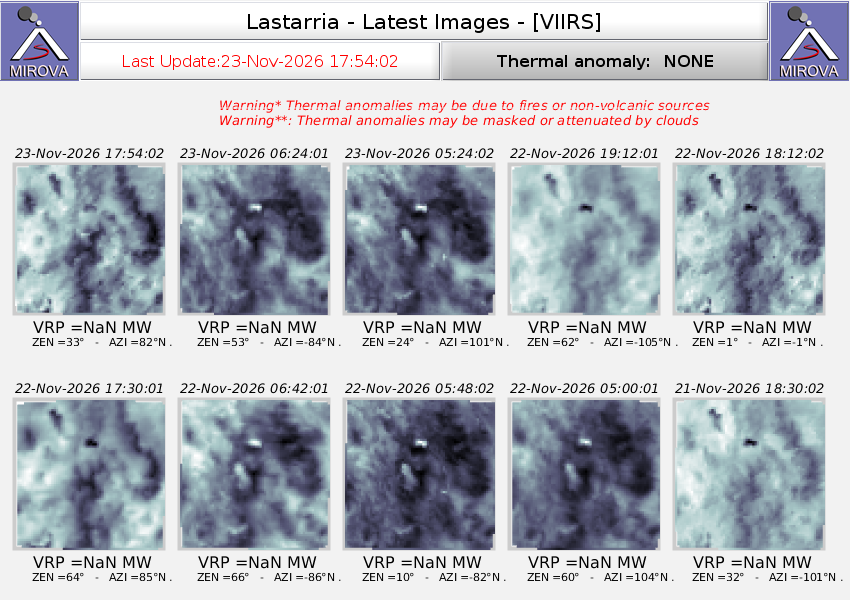 Lastarria - Latest Images - [VIIRS]
MIROVA
Last Update:23-Nov-2026 17:54:02
Thermal anomaly: NONE
MIROVA
Warning* Thermal anomalies may be due to fires or non-volcanic sources
Warning**: Thermal anomalies may be masked or attenuated by clouds
23-Nov-2026 17:54:02 23-Nov-2026 06:24:01 23-Nov-2026 05:24:02 22-Nov-2026 19:12:01 22-Nov-2026 18:12:02
VRP =NaN MW VRP =NaN MW VRP =NaN MW VRP =NaN MW VRP =NaN MW
ZEN =33° - AZI =82°N . ZEN =53° - AZI =-84°N . ZEN =24° - AZI =101°N . ZEN =62° - AZI =-105°N . ZEN =1° - AZI =-1°N .
22-Nov-2026 17:30:01 22-Nov-2026 06:42:01 22-Nov-2026 05:48:02 22-Nov-2026 05:00:01 21-Nov-2026 18:30:02
VRP =NaN MW VRP =NaN MW VRP =NaN MW VRP =NaN MW VRP =NaN MW
ZEN =64° - AZI =85°N . ZEN =66° - AZI =-86°N . ZEN =10° - AZI =-82°N . ZEN =60° - AZI =104°N . ZEN =32° - AZI =-101°N .